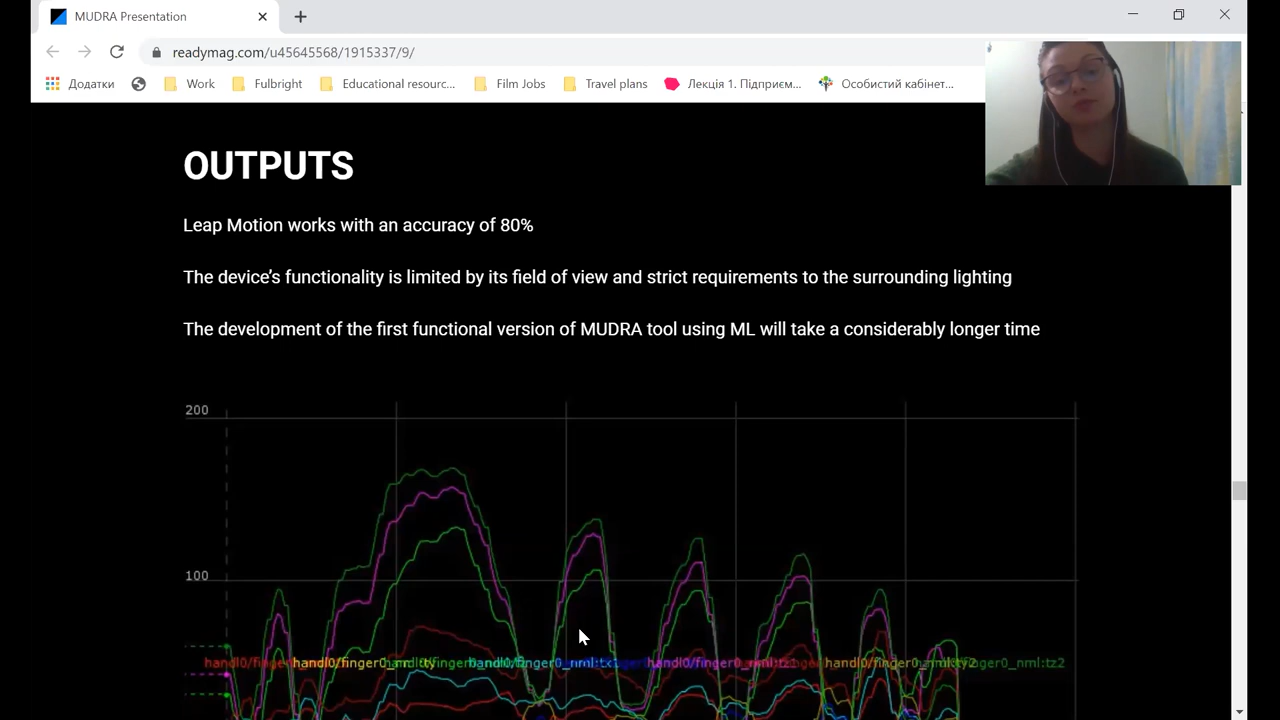 MUDRA Presentation
readymag.com/u45645568/1915337/9/
Додатки
Work
Fulbright
Educational resourc...
Film Jobs
Travel plans
Лекція 1. Підприєм...
Особистий кабінет...
OUTPUTS
Leap Motion works with an accuracy of 80%
The device’s functionality is limited by its field of view and strict requirements to the surrounding lighting
The development of the first functional version of MUDRA tool using ML will take a considerably longer time
200
100